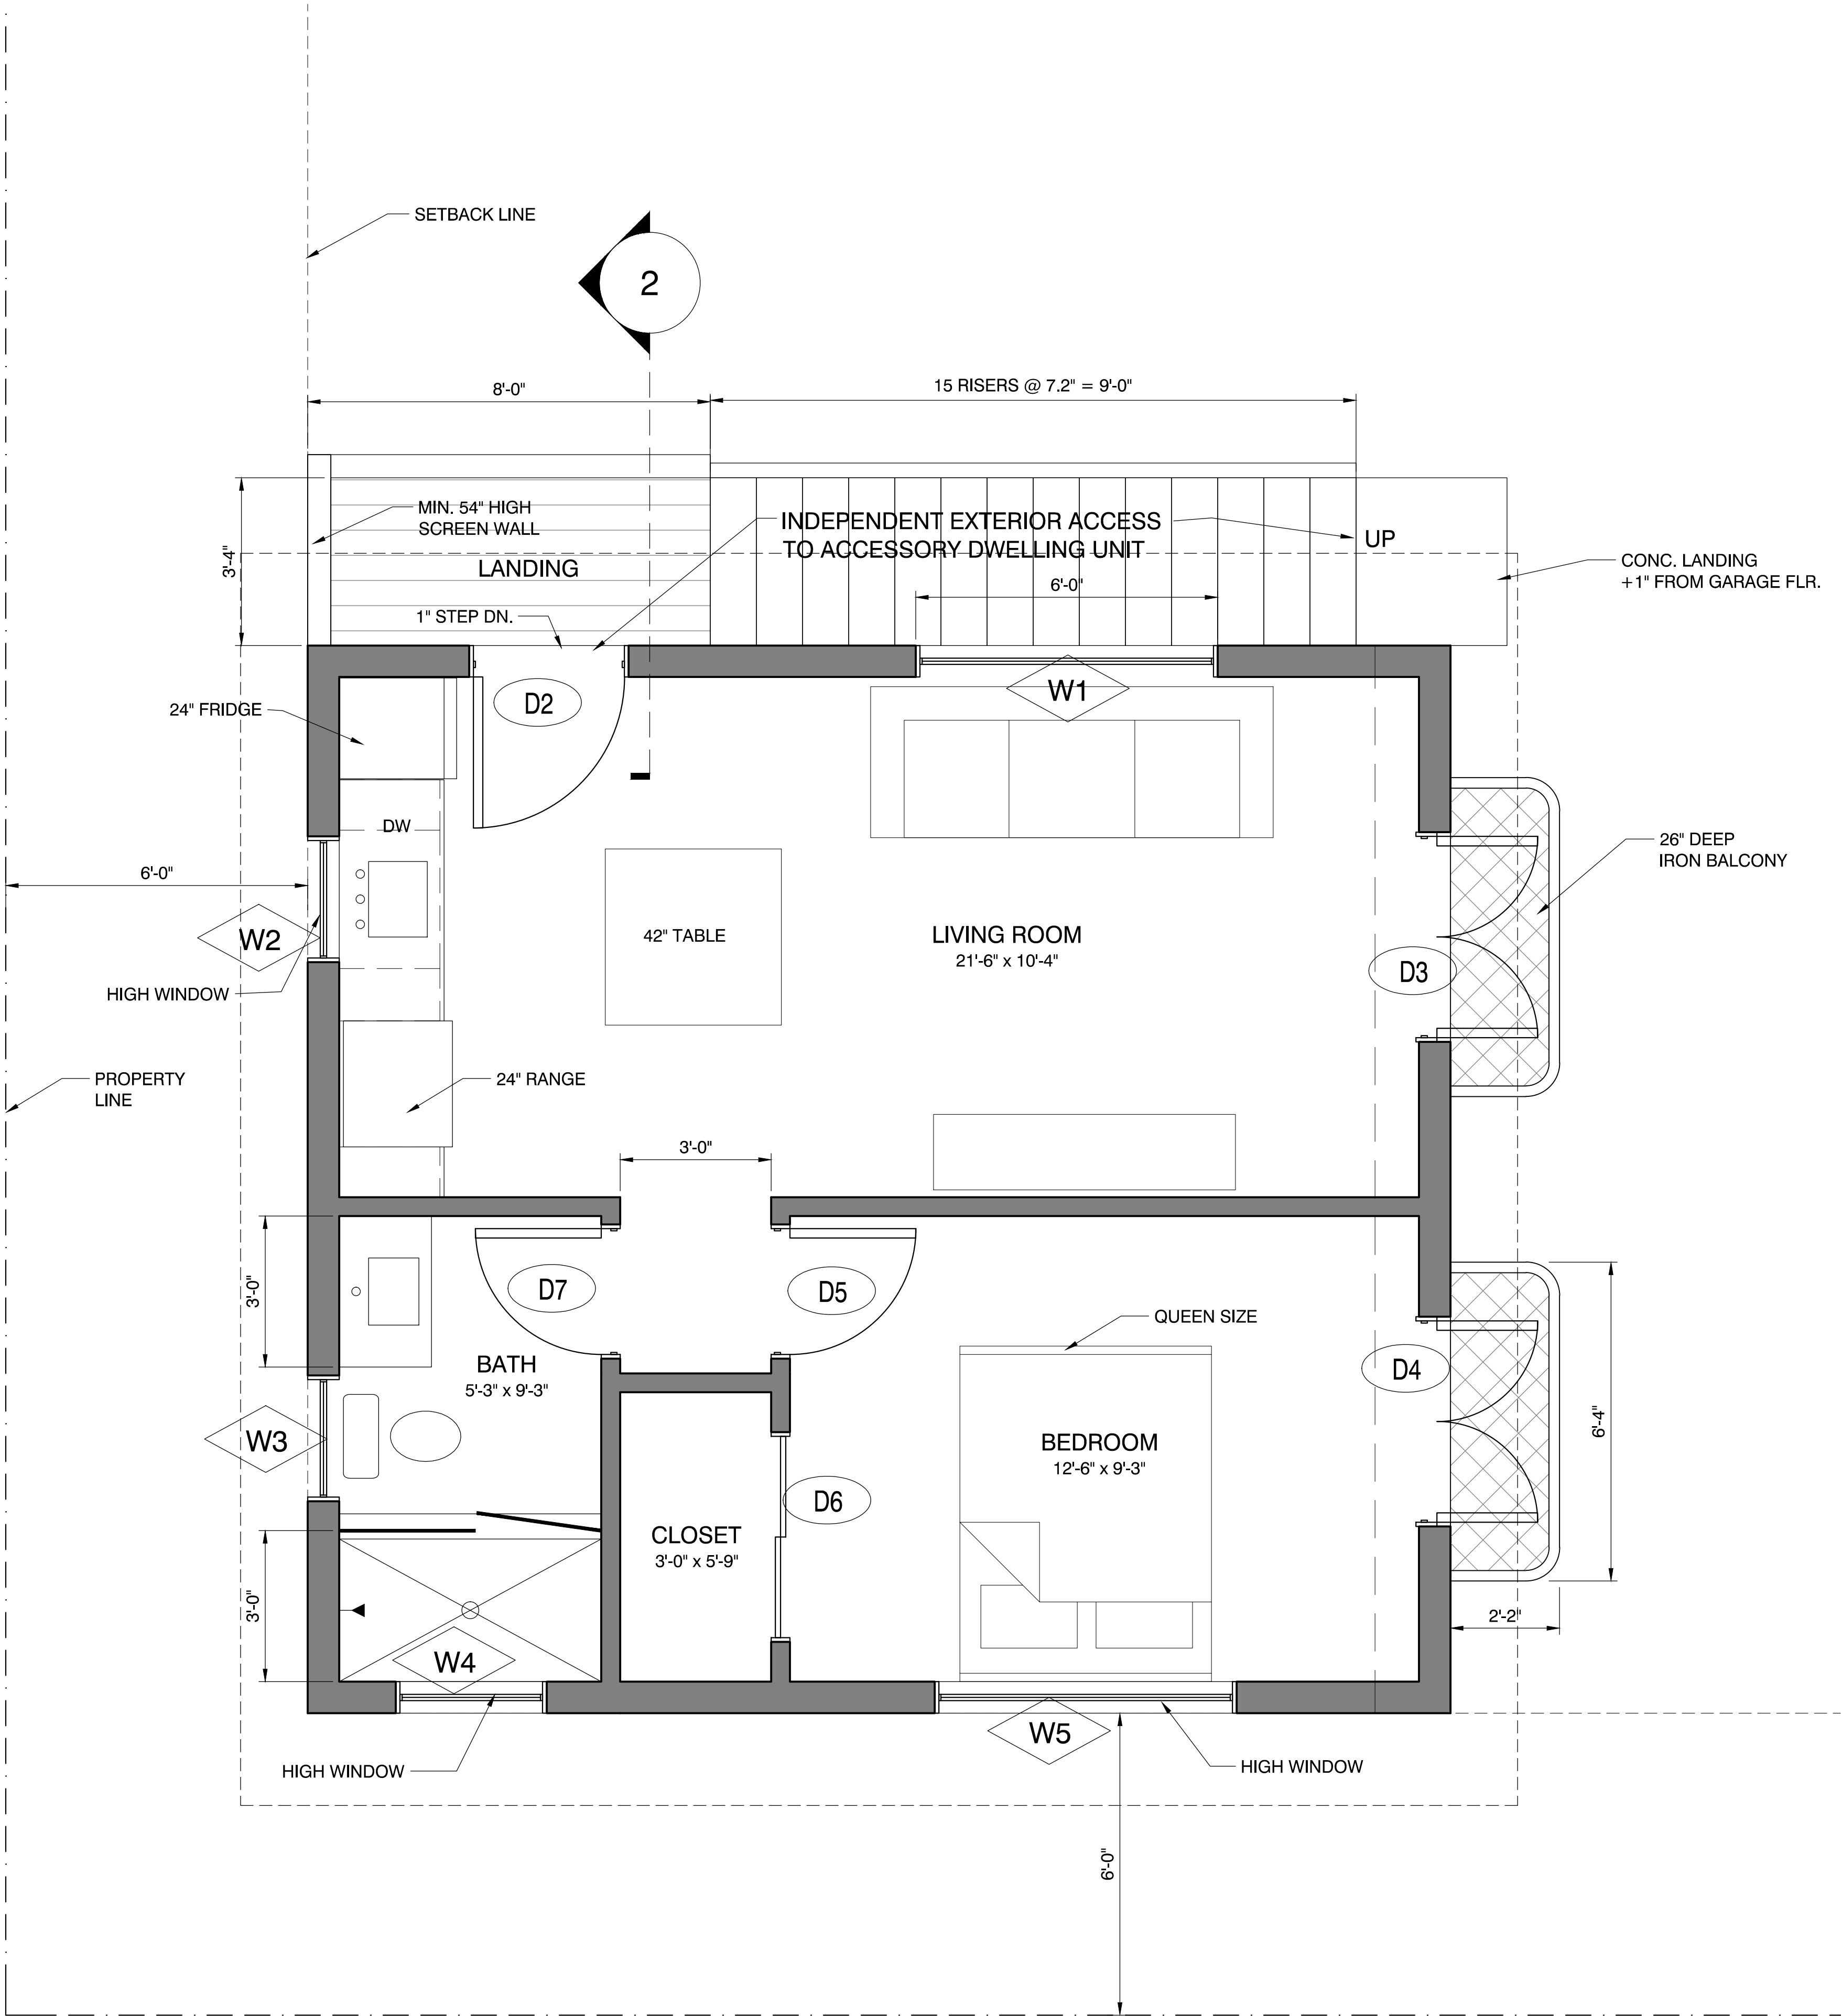 SETBACK LINE
2
8'-0"
15 RISERS @ 7.2" = 9'-0"
MIN. 54" HIGH
SCREEN WALL
INDEPENDENT EXTERIOR ACCESS
TO ACCESSORY DWELLING UNIT
UP
3'-4"
LANDING
CONC. LANDING
+1" FROM GARAGE FLR.
6'-0"
1" STEP DN.
D2
W1
24" FRIDGE
DW
26" DEEP
IRON BALCONY
6'-0"
W2
42" TABLE
LIVING ROOM
21'-6" x 10'-4"
D3
HIGH WINDOW
PROPERTY
LINE
24" RANGE
3'-0"
3'-0"
D7
D5
QUEEN SIZE
BATH
5'-3" x 9'-3"
D4
6'-4"
W3
BEDROOM
12'-6" x 9'-3"
D6
CLOSET
3'-0" x 5'-9"
3'-0"
2'-2"
W4
W5
HIGH WINDOW
HIGH WINDOW
6'-0"